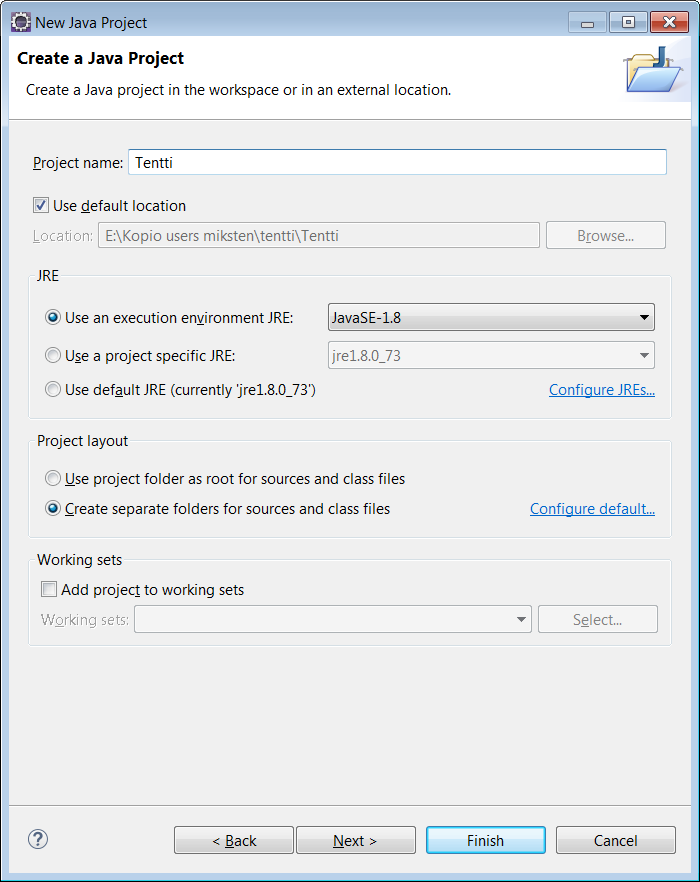 New Java Project
Create a Java Project
Create a Java project in the workspace or in an external location.
Project name: Tentti
Use default location
Location: E:\Kopio users miksten\tentti\Tentti Browse...
JRE
Use an execution environment JRE: JavaSE-1.8
Use a project specific JRE: jre1.8.0_73
Use default JRE (currently 'jre1.8.0_73') Configure JREs...
Project layout
Use project folder as root for sources and class files
Create separate folders for sources and class files Configure default...
Working sets
Add project to working sets
Working sets: Select...
? < Back Next > Finish Cancel